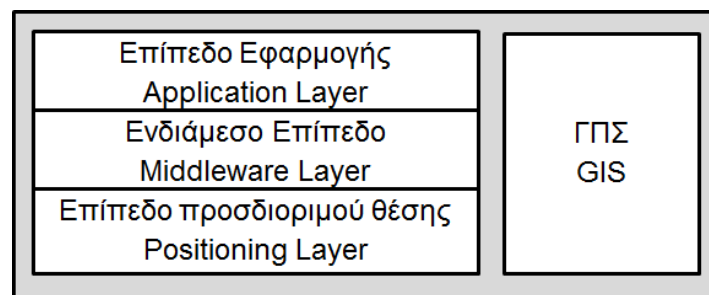 Επίπεδο Εφαρμογής
Application Layer
Ενδιάμεσο Επίπεδο
Middleware Layer
Επίπεδο προσδιοριμού θέσης
Positioning Layer
ΓΠΣ
GIS